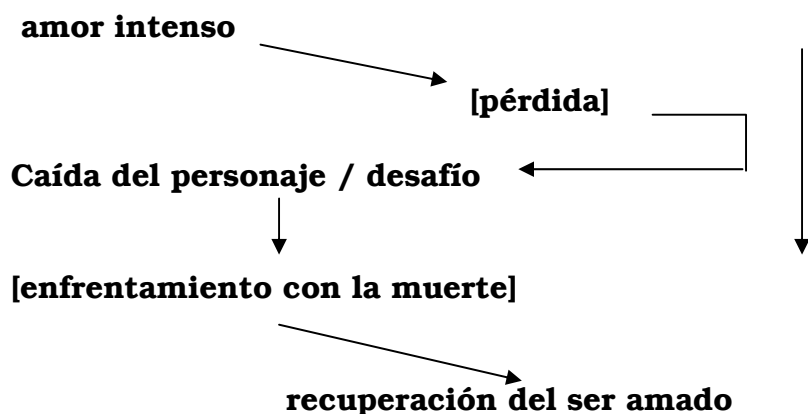 amor intenso
[pérdida]
Caída del personaje / desafío
[enfrentamiento con la muerte]
recuperación del ser amado